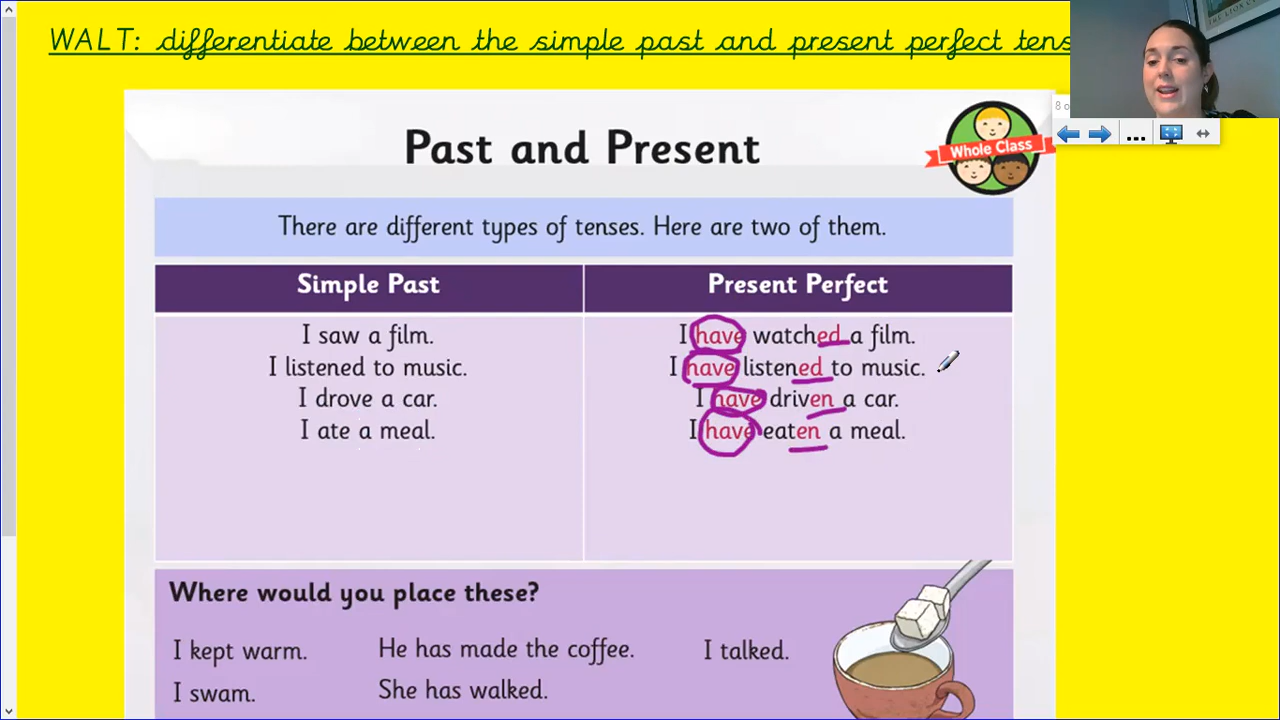 WALT: differentiate between the simple past and present perfect tens
THE LION
8 o
Past and Present
Whole Class
There are different types of tenses. Here are two of them.
Simple Past
Present Perfect
I saw a film.
I listened to music.
I drove a car.
I ate a meal.
I have watched a film.
I have listened to music.
I have driven a car.
I have eaten a meal.
Where would you place these?
I kept warm.
He has made the coffee.
I talked.
I swam.
She has walked.